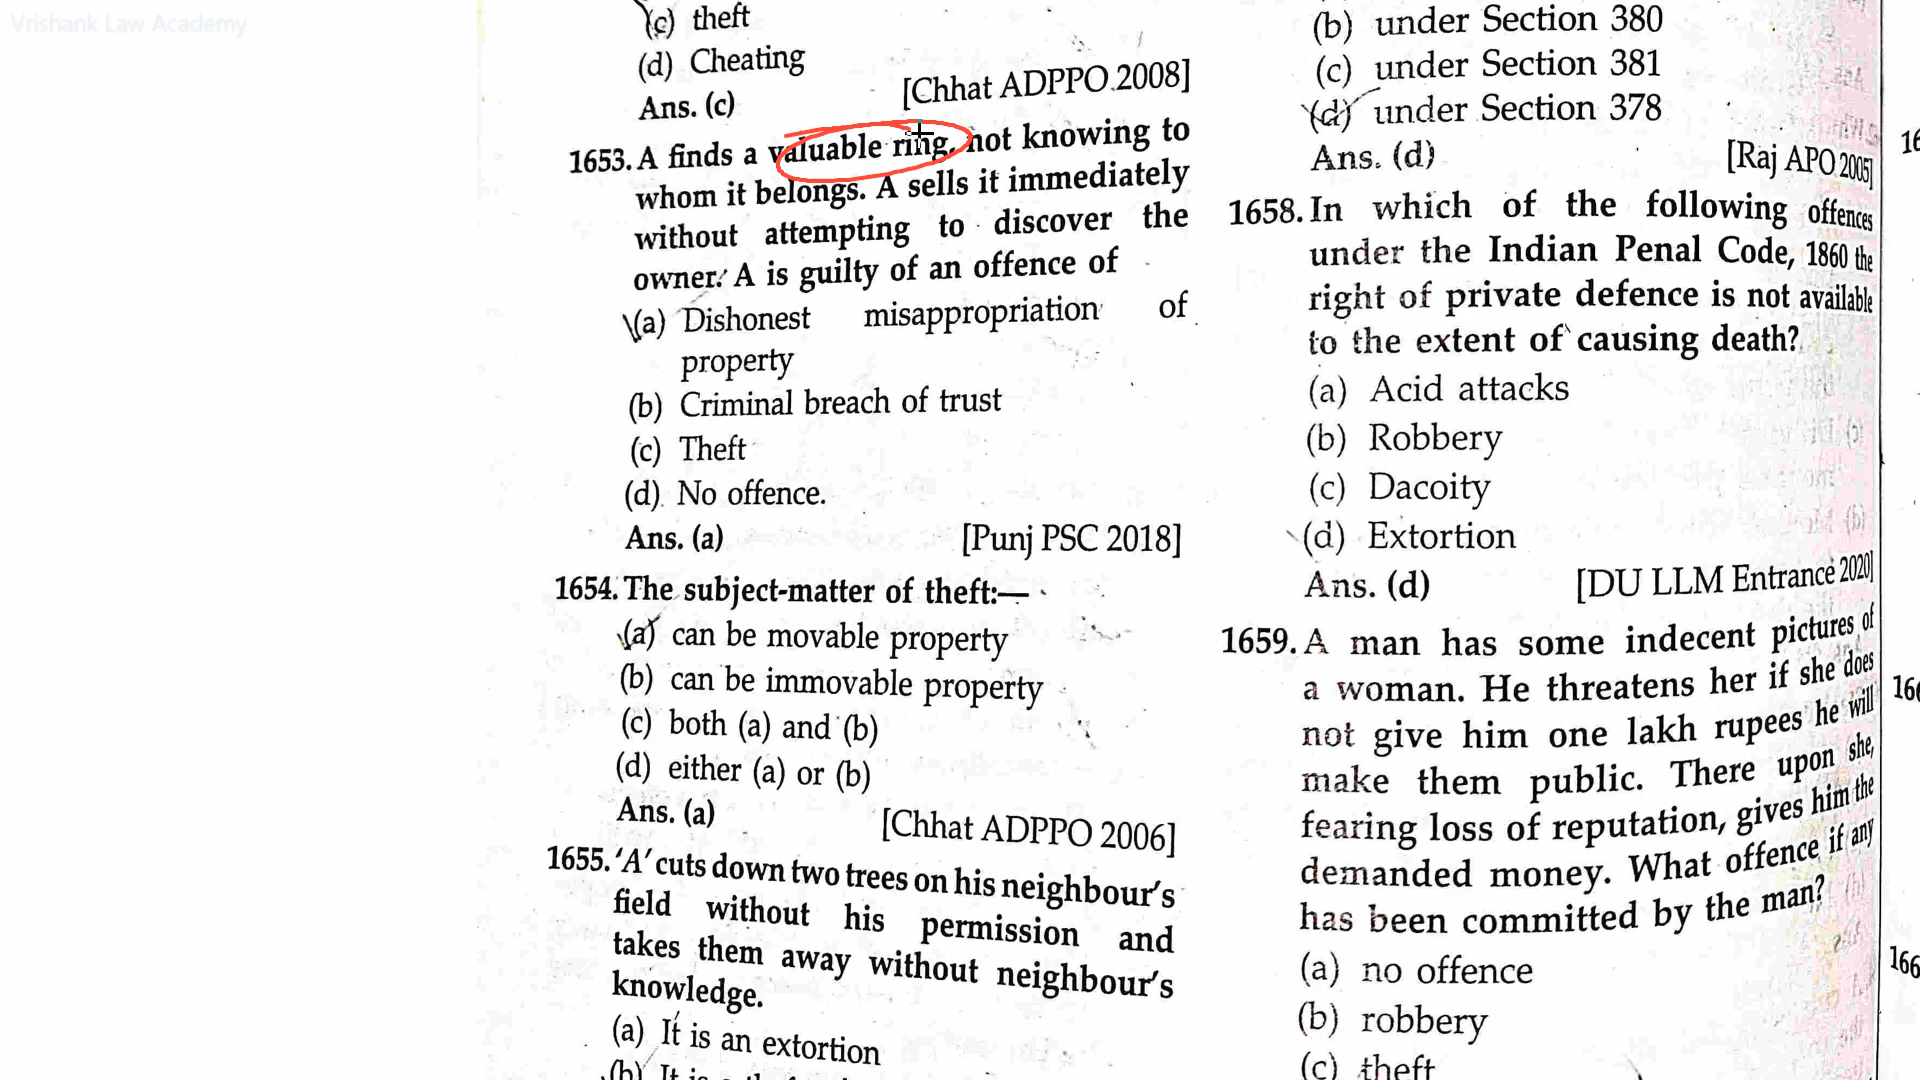 Vrishank Law Academy
(c) theft
(d) Cheating
Ans. (c) [Chhat ADPPO 2008]
1653. A finds a valuable ring, not knowing to
whom it belongs. A sells it immediately
without attempting to discover the
owner. A is guilty of an offence of
(a) Dishonest misappropriation of
property
(b) Criminal breach of trust
(c) Theft
(d) No offence.
Ans. (a) [Punj PSC 2018]
1654. The subject-matter of theft:—
(a) can be movable property
(b) can be immovable property
(c) both (a) and (b)
(d) either (a) or (b)
Ans. (a) [Chhat ADPPO 2006]
1655. 'A' cuts down two trees on his neighbour's
field without his permission and
takes them away without neighbour's
knowledge.
(a) It is an extortion
(b) It is
(b) under Section 380
(c) under Section 381
(d) under Section 378
Ans. (d) [Raj APO 2005]
1658. In which of the following offences
under the Indian Penal Code, 1860 the
right of private defence is not available
to the extent of causing death?
(a) Acid attacks
(b) Robbery
(c) Dacoity
(d) Extortion
Ans. (d) [DU LLM Entrance 2020]
1659. A man has some indecent pictures of
a woman. He threatens her if she does
not give him one lakh rupees he will
make them public. There upon she,
fearing loss of reputation, gives him the
demanded money. What offence if any
has been committed by the man?
(a) no offence
(b) robbery
(c) theft